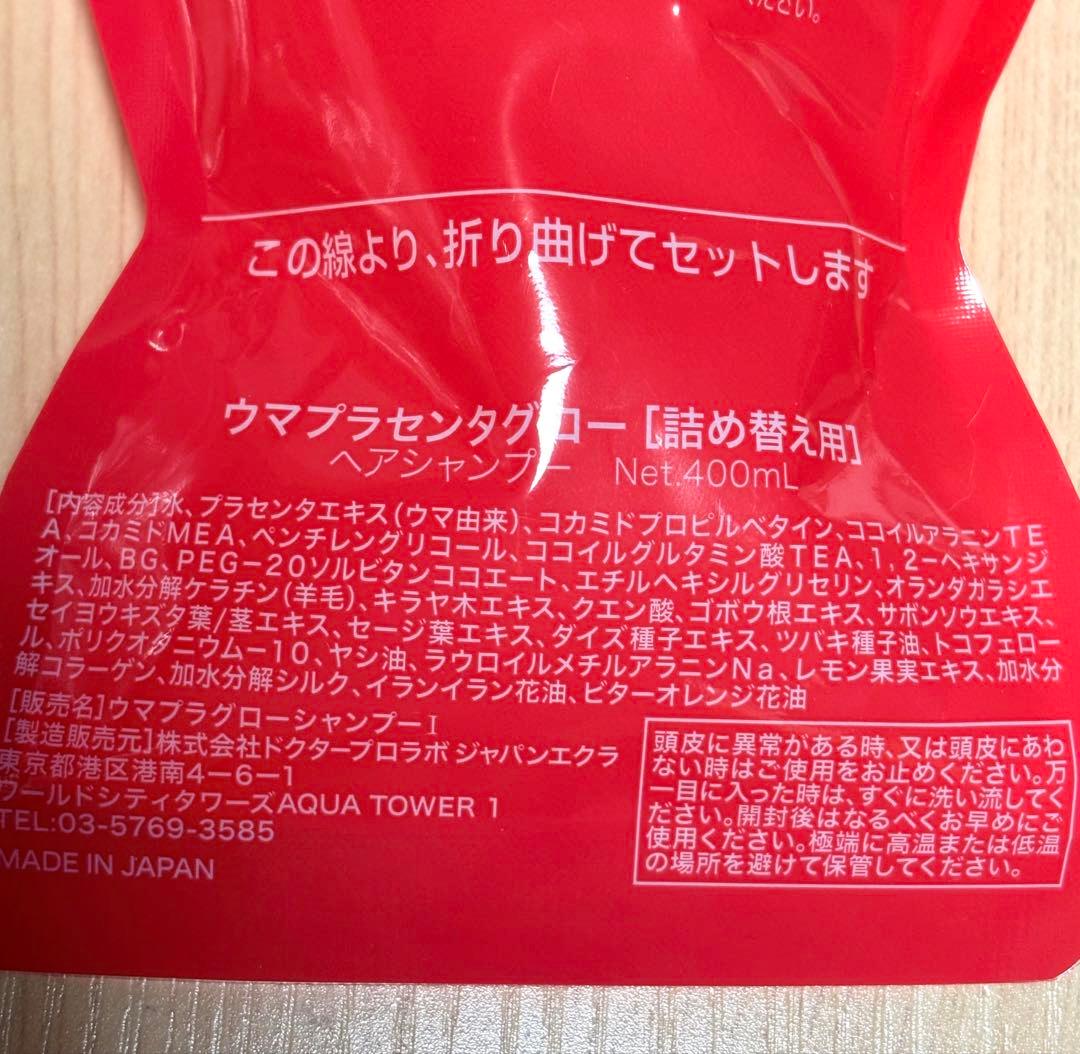 ください。
この線より、折り曲げてセットします
ウマプラセンタグロー [詰め替え用]
ヘアシャンプー Net.400mL
[内容成分]水、プラセンタエキス(ウマ由来)、コカミドプロピルベタイン、ココイルアラニンTE
A、コカミドMEA、ペンチレングリコール、ココイルグルタミン酸TEA、1,2-ヘキサンジ
オール、BG、PEG-20ソルビタンココエート、エチルヘキシルグリセリン、オランダガラシエ
キス、加水分解ケラチン(羊毛)、キラヤ木エキス、クエン酸、ゴボウ根エキス、サボンソウエキス、
セイヨウキズタ葉/茎エキス、セージ葉エキス、ダイズ種子エキス、ツバキ種子油、トコフェロー
ル、ポリクオタニウム-10、ヤシ油、ラウロイルメチルアラニンNa、レモン果実エキス、加水分
解コラーゲン、加水分解シルク、イランイラン花油、ビターオレンジ花油
[販売名]ウマプラグローシャンプーI
[製造販売元]株式会社ドクタープロラボジャパンエクラ
東京都港区港南4-6-1
ワールドシティタワーズAQUA TOWER 1
TEL:03-5769-3585
MADE IN JAPAN
頭皮に異常がある時、又は頭皮にあわ
ない時はご使用をお止めください。万
一目に入った時は、すぐに洗い流してく
ださい。開封後はなるべくお早めにご
使用ください。極端に高温または低温
の場所を避けて保管してください。